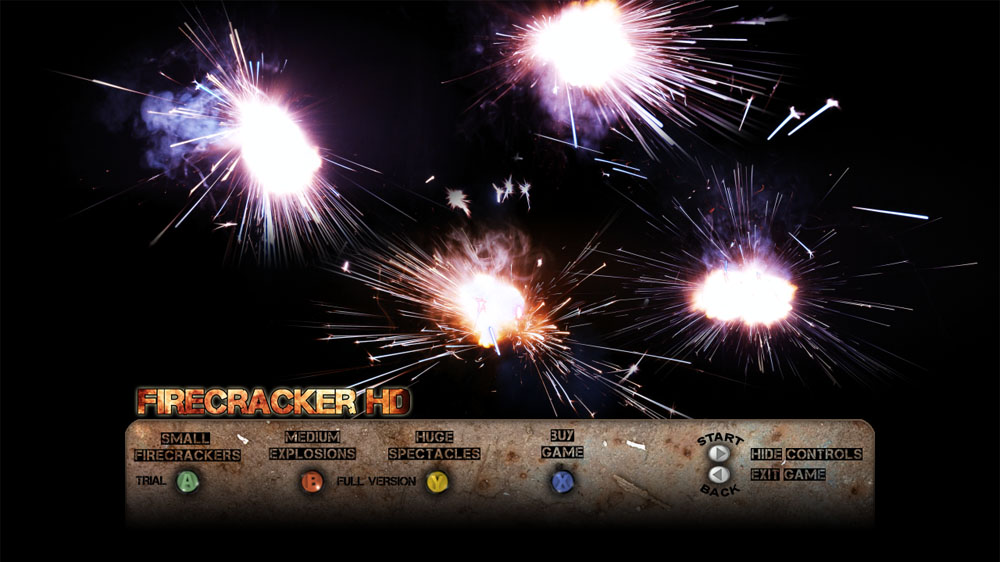 FIRECRACKER HD
SMALL
FIRECRACKERS
TRIAL A
MEDIUM
EXPLOSIONS
B FULL VERSION Y
HUGE
SPECTACLES
BUY
GAME
X
START
HIDE CONTROLS
EXIT GAME
BACK